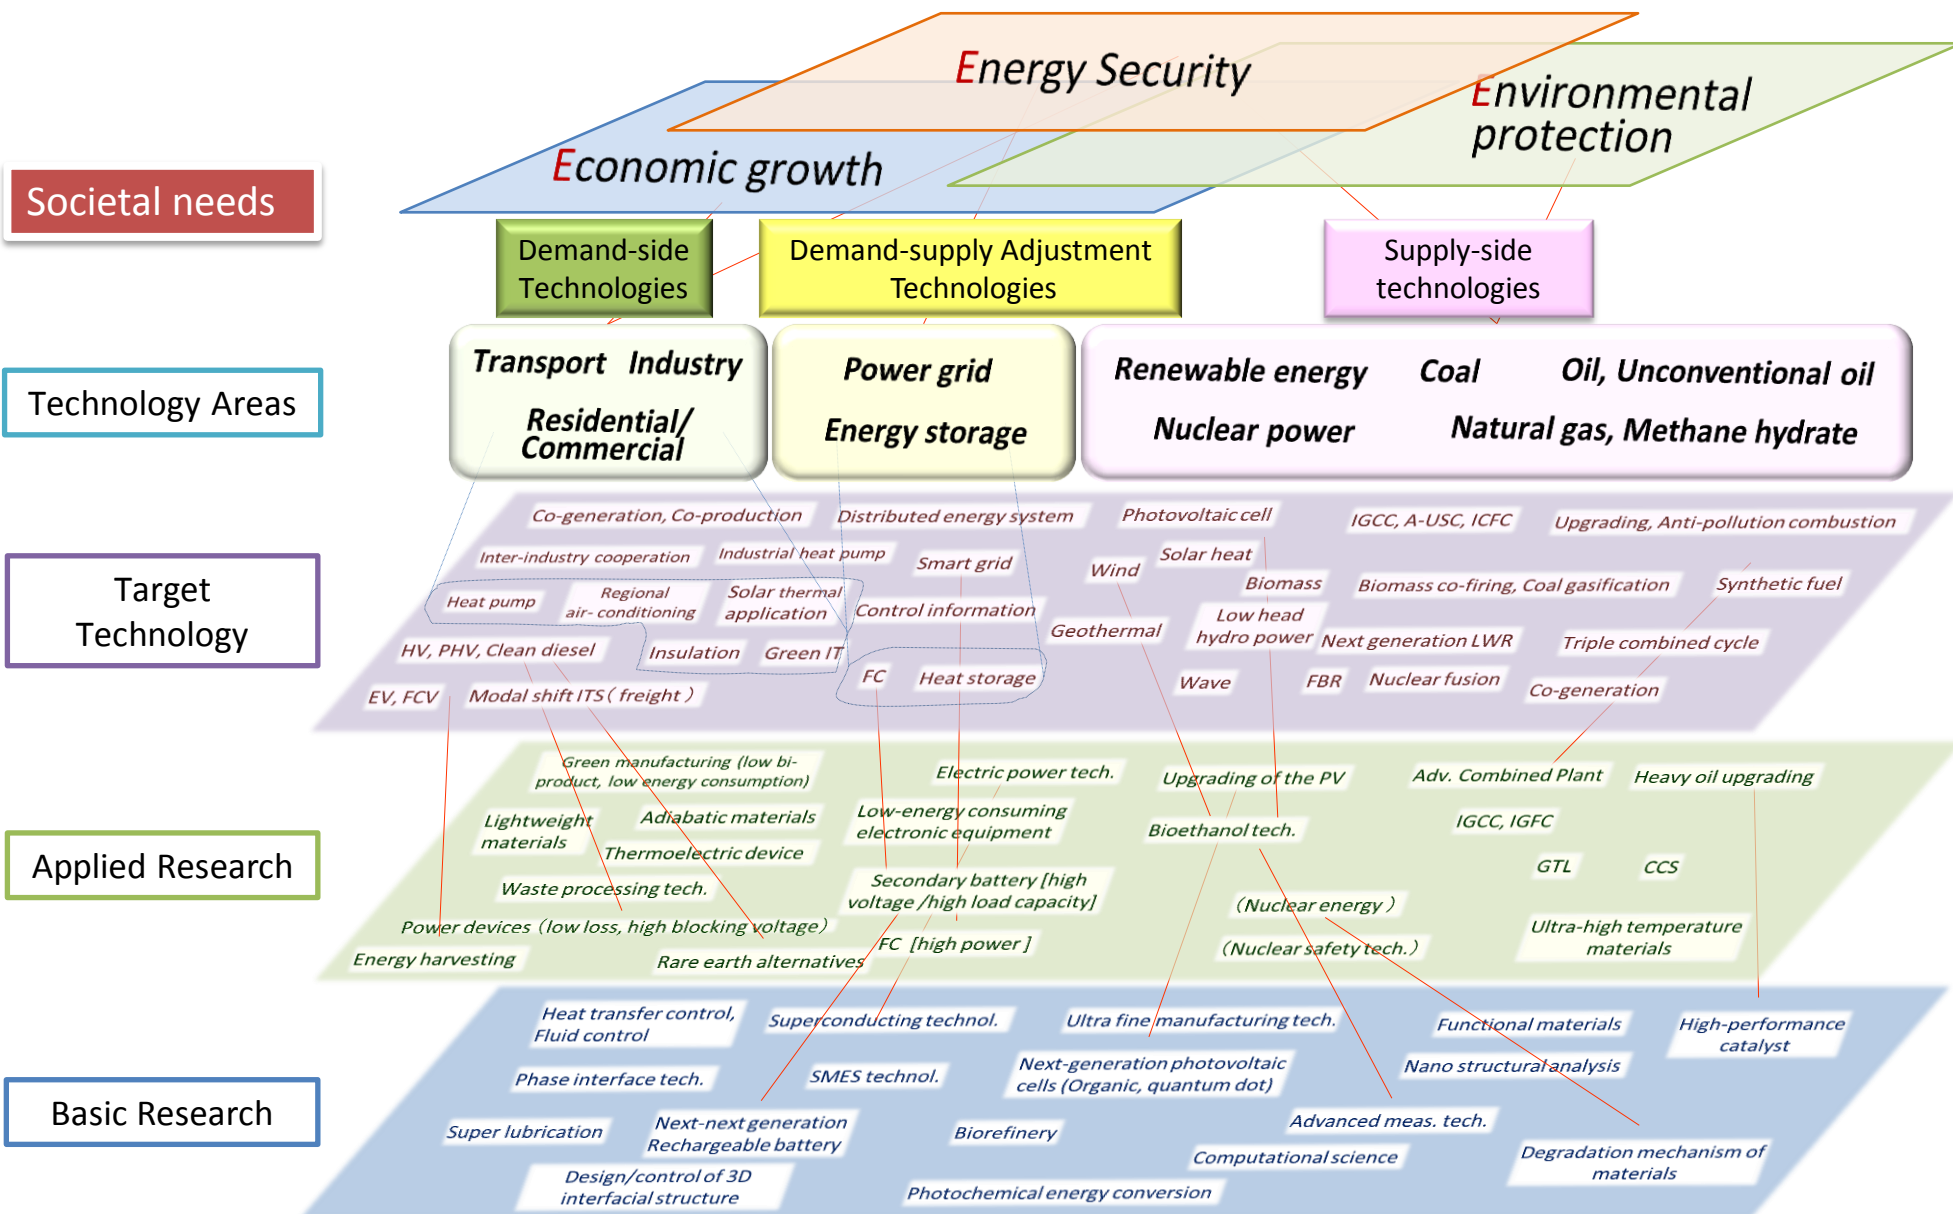 Energy Security
Environmental
protection
Economic growth
Societal needs
Demand-side
Technologies
Demand-supply Adjustment
Technologies
Supply-side
technologies
Technology Areas
Transport Industry
Residential/
Commercial
Power grid
Energy storage
Renewable energy Coal Oil, Unconventional oil
Nuclear power Natural gas, Methane hydrate
Target
Technology
Co-generation, Co-production
Distributed energy system
Photovoltaic cell
IGCC, A-USC, ICFC
Upgrading, Anti-pollution combustion
Inter-industry cooperation
Industrial heat pump
Smart grid
Wind
Solar heat
Biomass
Biomass co-firing, Coal gasification
Synthetic fuel
Heat pump
Regional
air- conditioning
Solar thermal
application
Control information
Geothermal
Low head
hydro power
Next generation LWR
Triple combined cycle
HV, PHV, Clean diesel
Insulation
Green IT
FC
Heat storage
Wave
FBR
Nuclear fusion
Co-generation
EV, FCV
Modal shift ITS ( freight )
Applied Research
Green manufacturing (low bi-
product, low energy consumption)
Electric power tech.
Upgrading of the PV
Adv. Combined Plant
Heavy oil upgrading
Lightweight
materials
Adiabatic materials
Low-energy consuming
electronic equipment
Bioethanol tech.
IGCC, IGFC
Thermoelectric device
GTL
CCS
Waste processing tech.
Secondary battery [high
voltage /high load capacity]
(Nuclear energy )
Power devices (low loss, high blocking voltage)
FC [high power ]
(Nuclear safety tech.)
Ultra-high temperature
materials
Energy harvesting
Rare earth alternatives
Basic Research
Heat transfer control,
Fluid control
Superconducting technol.
Ultra fine manufacturing tech.
Functional materials
High-performance
catalyst
Phase interface tech.
SMES technol.
Next-generation photovoltaic
cells (Organic, quantum dot)
Nano structural analysis
Super lubrication
Next-next generation
Rechargeable battery
Biorefinery
Advanced meas. tech.
Computational science
Degradation mechanism of
materials
Design/control of 3D
interfacial structure
Photochemical energy conversion